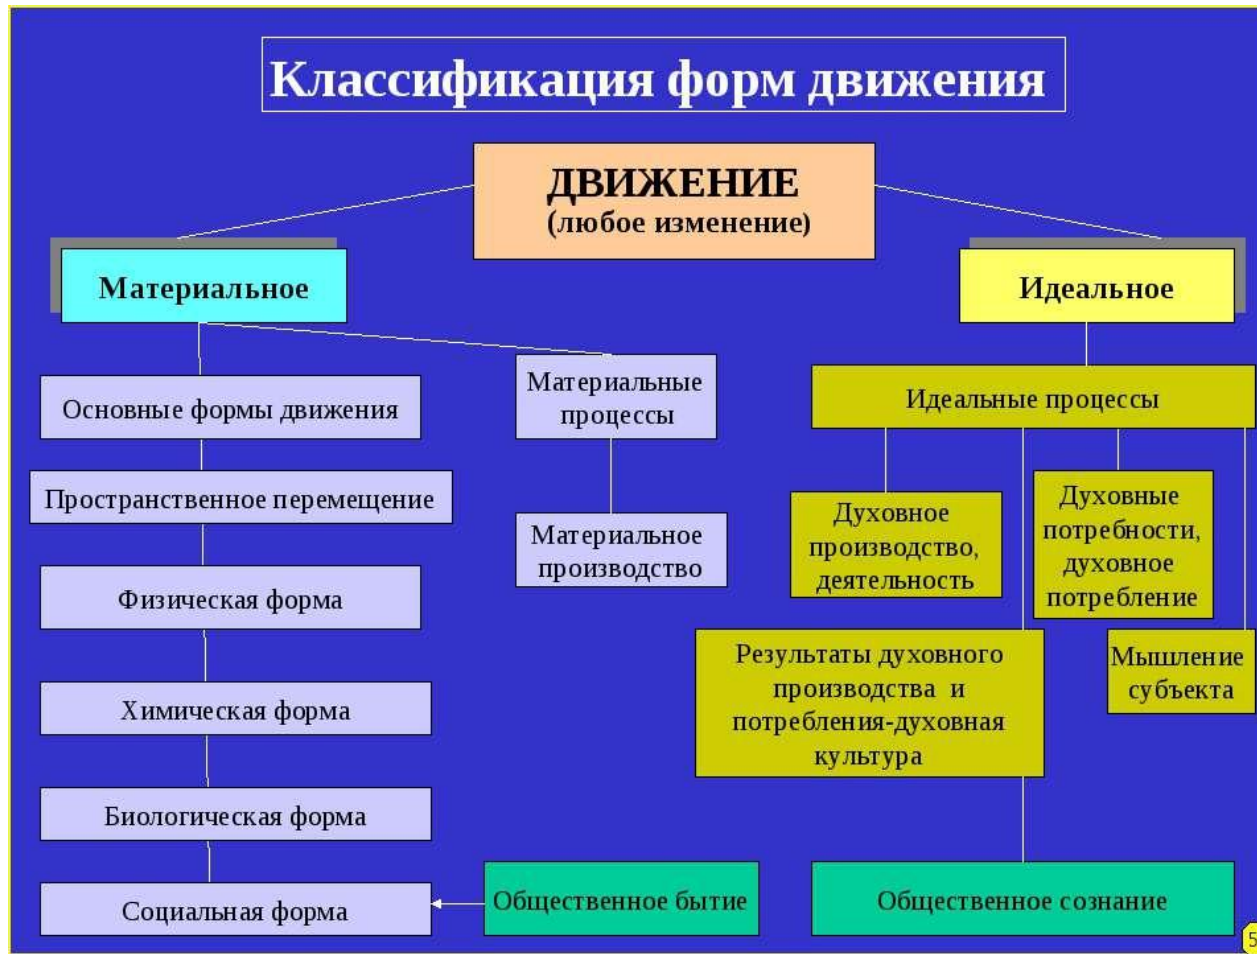 Классификация форм движения
ДВИЖЕНИЕ
(любое изменение)
Материальное
Идеальное
Основные формы движения
Материальные
процессы
Идеальные процессы
Пространственное перемещение
Материальное
производство
Духовное
производство,
деятельность
Духовные
потребности,
духовное
потребление
Физическая форма
Результаты духовного
производства и
потребления-духовная
культура
Мышление
субъекта
Химическая форма
Биологическая форма
Социальная форма
Общественное бытие
Общественное сознание
5